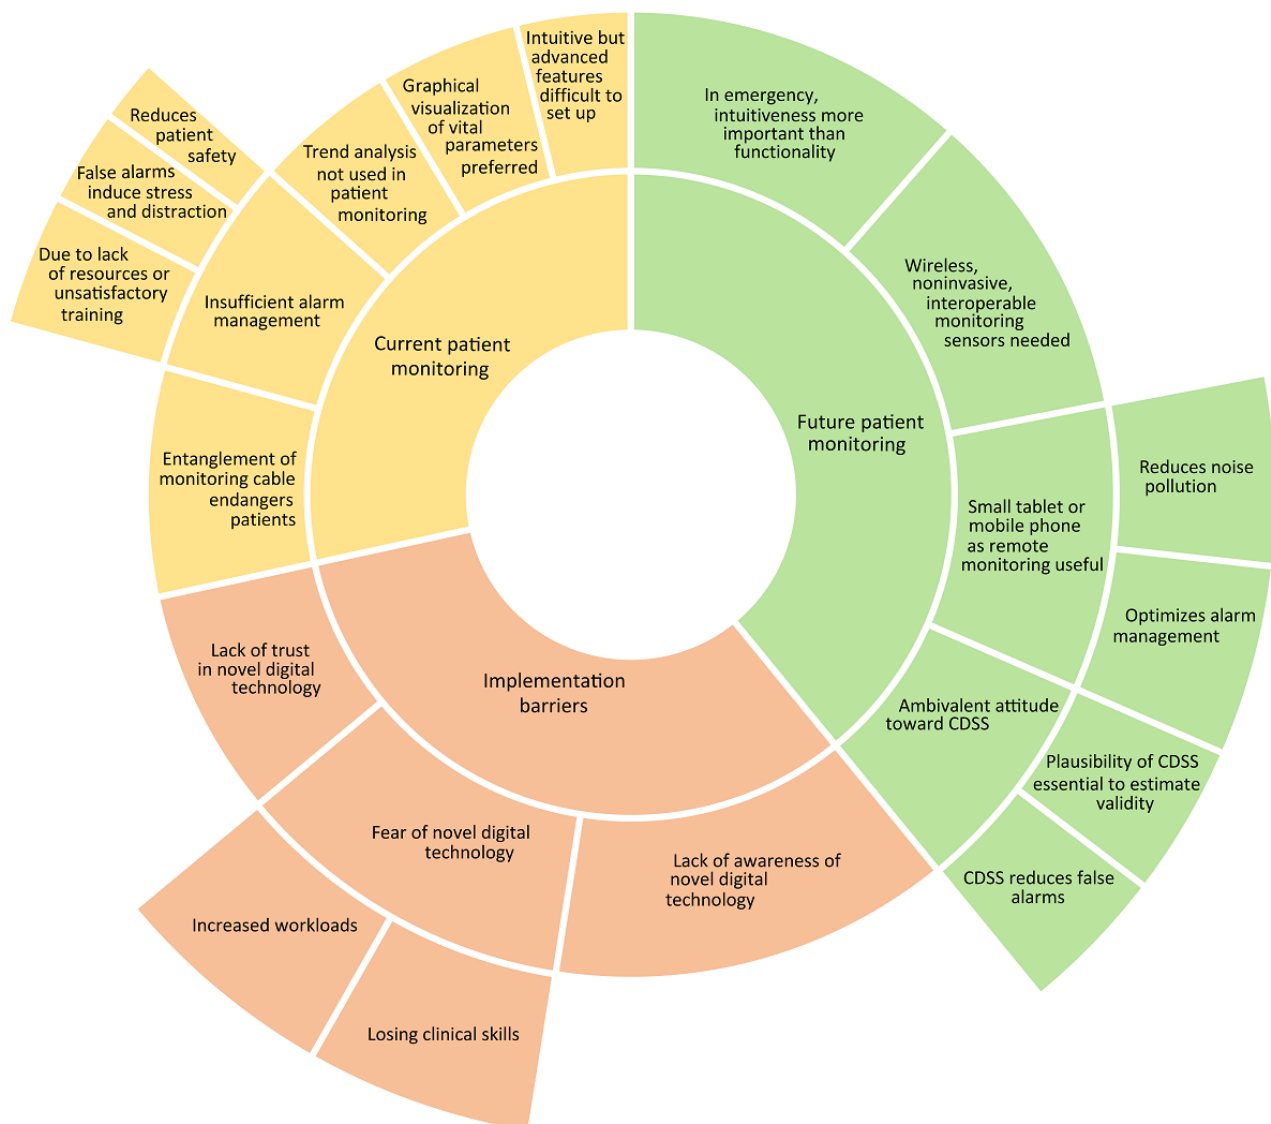 Intuitive but
advanced
features
difficult to
set up
Graphical
visualization
of vital
parameters
preferred
Trend analysis
not used in
patient
monitoring
Reduces
patient
safety
False alarms
induce stress
and distraction
Due to lack
of resources or
unsatisfactory
training
Insufficient alarm
management
Current patient
monitoring
Entanglement of
monitoring cable
endangers
patients
In emergency,
intuitiveness more
important than
functionality
Wireless,
noninvasive,
interoperable
monitoring
sensors needed
Future patient
monitoring
Small tablet or
mobile phone
as remote
monitoring useful
Reduces noise
pollution
Optimizes alarm
management
Ambivalent attitude
toward CDSS
Plausibility of CDSS
essential to estimate
validity
CDSS reduces false
alarms
Implementation
barriers
Lack of trust
in novel digital
technology
Fear of novel digital
technology
Lack of awareness of
novel digital
technology
Increased workloads
Losing clinical skills